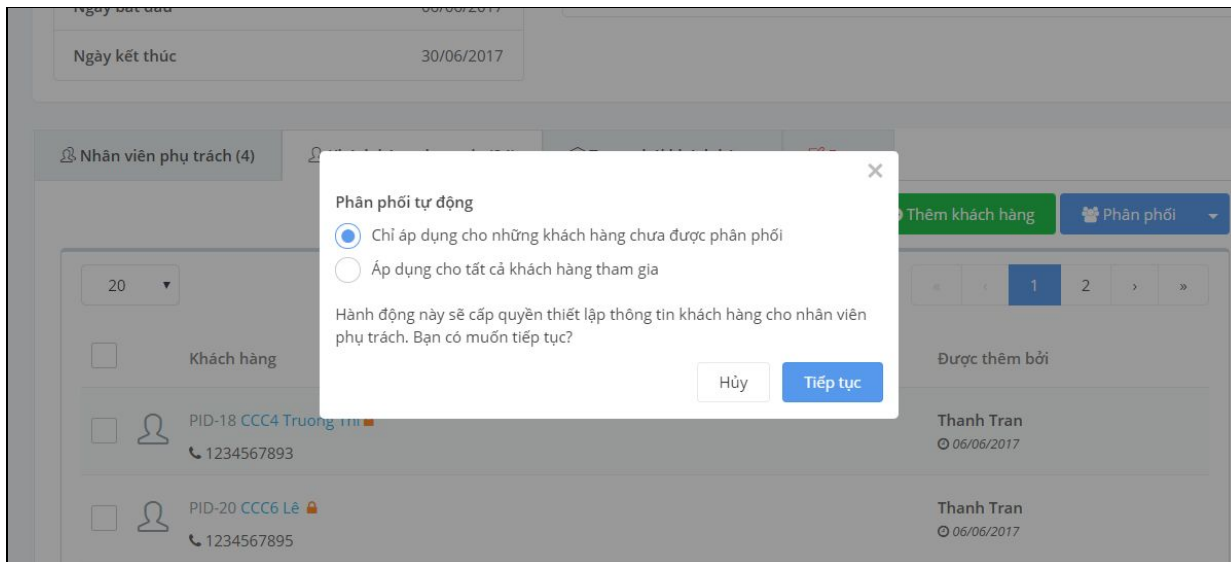 Ngày kết thúc 30/06/2017
Nhân viên phụ trách (4)
Phân phối tự động
Chỉ áp dụng cho những khách hàng chưa được phân phối
Áp dụng cho tất cả khách hàng tham gia
Hành động này sẽ cấp quyền thiết lập thông tin khách hàng cho nhân viên
phụ trách. Bạn có muốn tiếp tục?
Hủy Tiếp tục
Thêm khách hàng Phân phối
20 « ‹ 1 2 › »
Khách hàng Được thêm bởi
PID-18 CCC4 Truong Thi Thanh Tran
1234567893 06/06/2017
PID-20 CCC6 Lê Thanh Tran
1234567895 06/06/2017